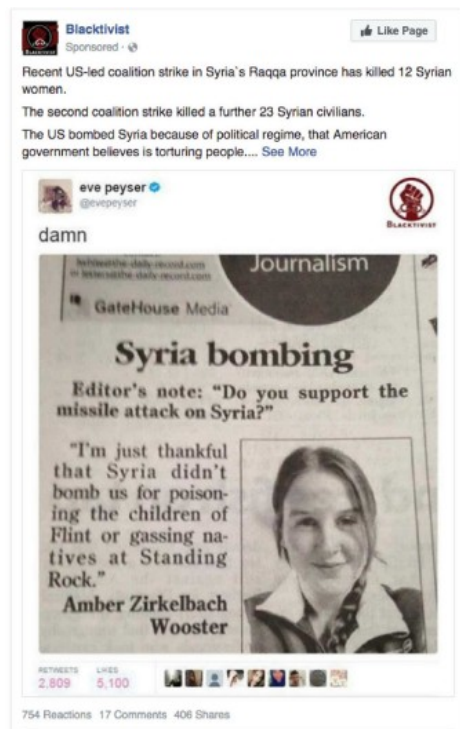 Blacktivist
Sponsored ·
Like Page
Recent US-led coalition strike in Syria`s Raqqa province has killed 12 Syrian
women.
The second coalition strike killed a further 23 Syrian civilians.
The US bombed Syria because of political regime, that American
government believes is torturing people.... See More
eve peyser
@evepeyser
BLACKTIVIST
damn
Journalism
GateHouse Media
Syria bombing
Editor's note: "Do you support the
missile attack on Syria?"
"I'm just thankful
that Syria didn't
bomb us for poison-
ing the children of
Flint or gassing na-
tives at Standing
Rock."
Amber Zirkelbach
Wooster
RETWEETS
2,809
LIKES
5,100
754 Reactions 17 Comments 406 Shares